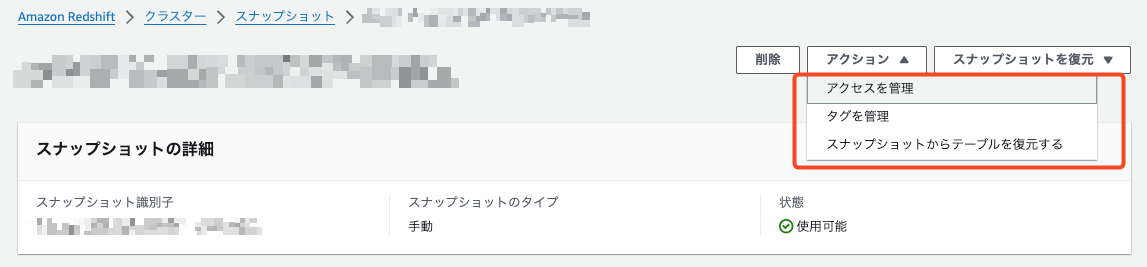 Amazon Redshift > クラスター > スナップショット >
削除 アクション ▲ スナップショットを復元 ▼
アクセスを管理
タグを管理
スナップショットからテーブルを復元する
スナップショットの詳細
スナップショット識別子
スナップショットのタイプ
手動
状態
使用可能